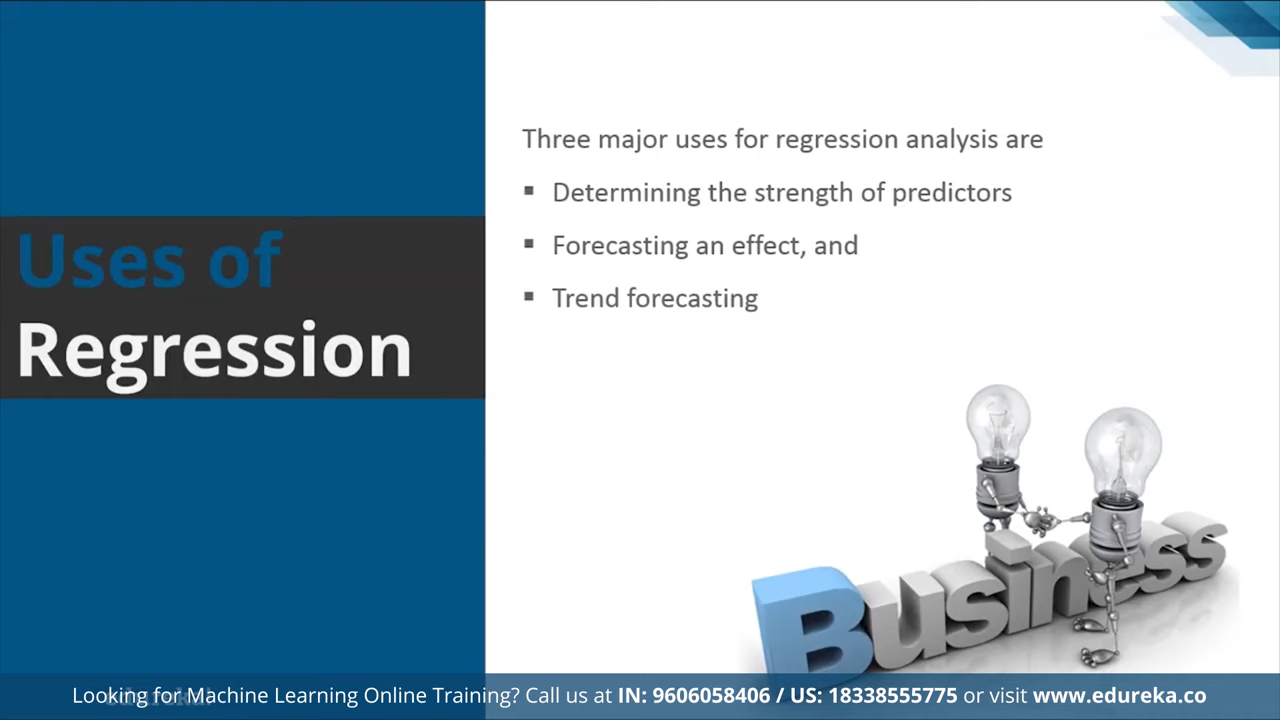 Uses of
Regression
Three major uses for regression analysis are
▪ Determining the strength of predictors
▪ Forecasting an effect, and
▪ Trend forecasting
Business
Looking for Machine Learning Online Training? Call us at IN: 9606058406 / US: 18338555775 or visit www.edureka.co